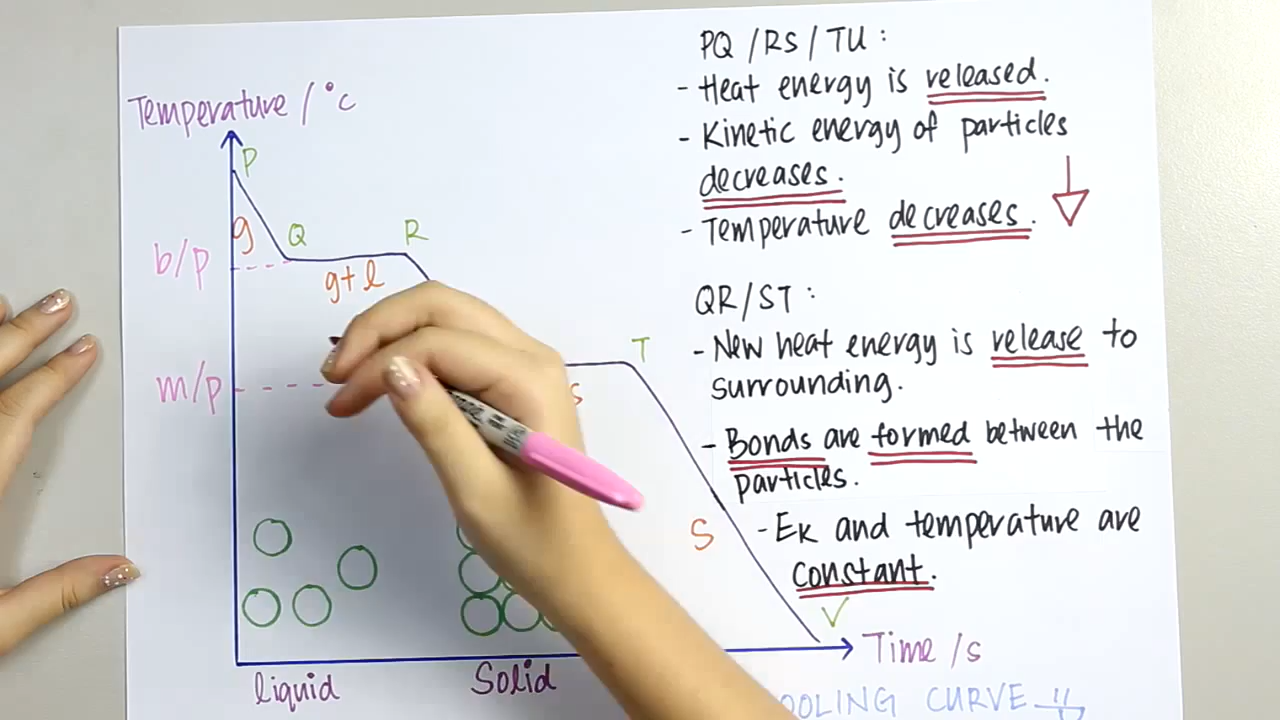 Temperature / °c
P
g
Q
R
b/p
g+l
m/p
T
s
S
V
Time /s
liquid
Solid
PQ /RS / TU :
- Heat energy is released.
- Kinetic energy of particles
decreases.
- Temperature decreases.
QR/ST :
- New heat energy is release to
surrounding.
- Bonds are formed between the
particles.
- Ek and temperature are
constant.
CURVE